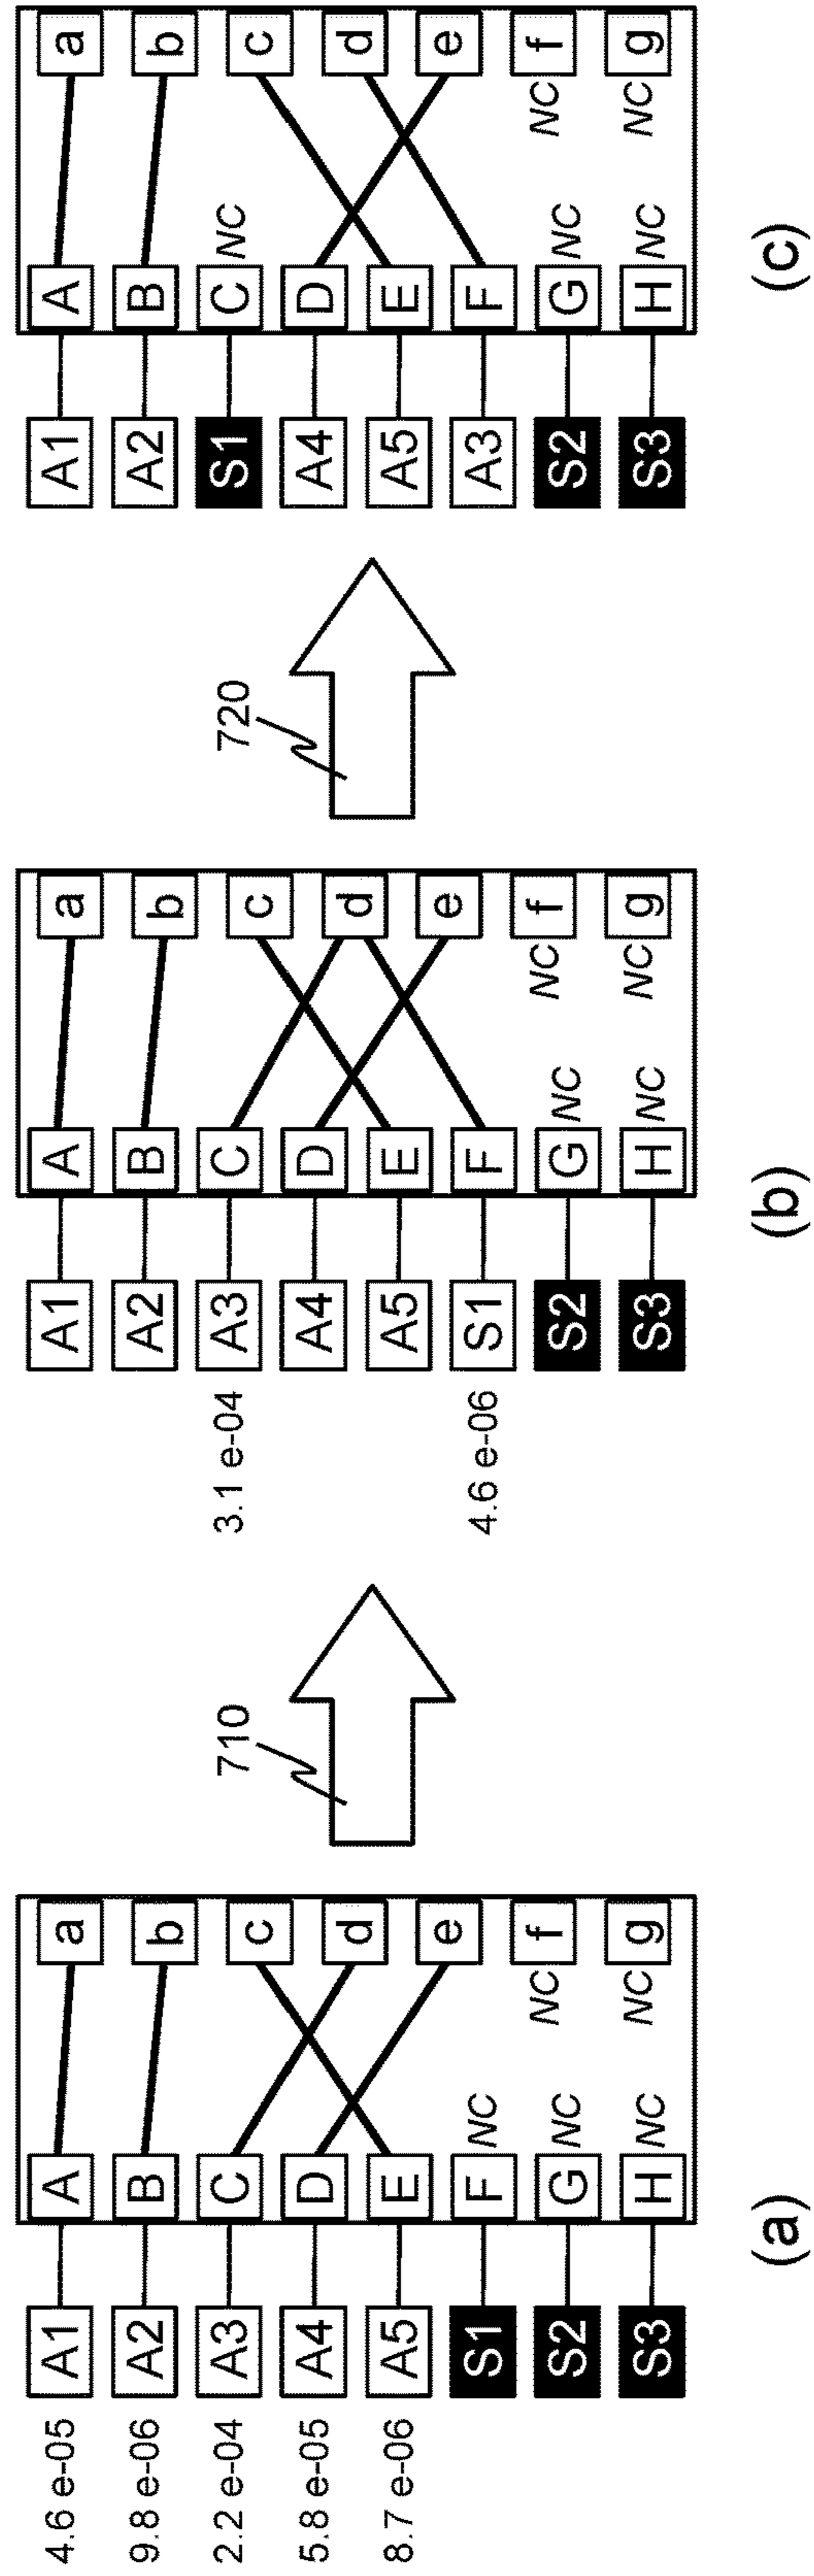 4.6 e-05 A1 A a
9.8 e-06 A2 B b
2.2 e-04 A3 C d
5.8 e-05 A4 D c
8.7 e-06 A5 E e
S1 F NC
S2 G NC NC f
S3 H NC NC g
(a)
710
A1 A a
A2 B b
3.1 e-04 A3 C c
A4 D d
A5 E e
4.6 e-06 S1 F
S2 G NC NC f
S3 H NC NC g
(b)
720
A1 A a
A2 B b
S1 C NC c
A4 D d
A5 E e
A3 F
S2 G NC NC f
S3 H NC NC g
(c)